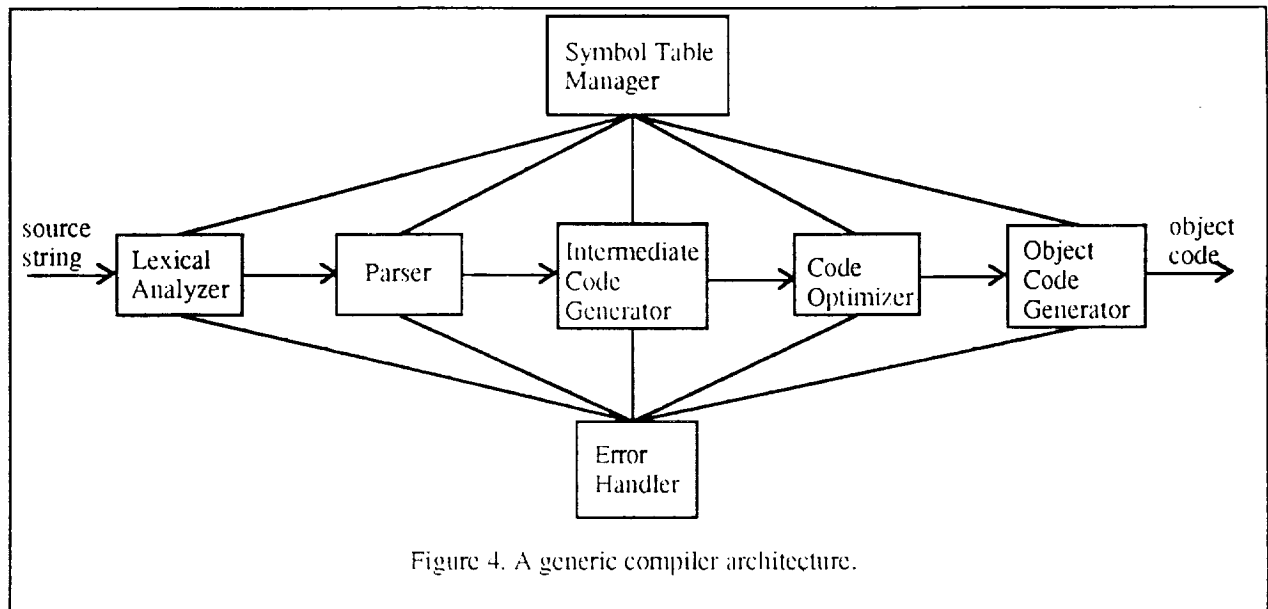 Symbol Table
Manager
source
string
Lexical
Analyzer
Parser
Intermediate
Code
Generator
Code
Optimizer
Object
Code
Generator
object
code
Error
Handler
Figure 4. A generic compiler architecture.